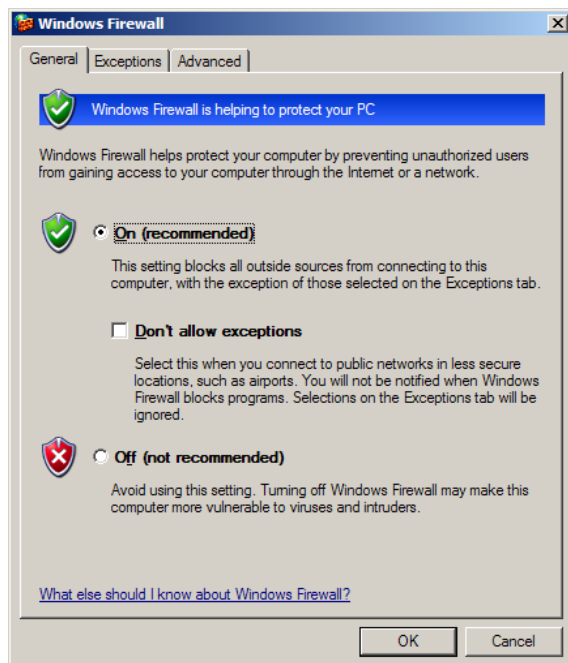 Windows Firewall
General
Exceptions
Advanced
Windows Firewall is helping to protect your PC
Windows Firewall helps protect your computer by preventing unauthorized users
from gaining access to your computer through the Internet or a network.
On (recommended)
This setting blocks all outside sources from connecting to this
computer, with the exception of those selected on the Exceptions tab.
Don't allow exceptions
Select this when you connect to public networks in less secure
locations, such as airports. You will not be notified when Windows
Firewall blocks programs. Selections on the Exceptions tab will be
ignored.
Off (not recommended)
Avoid using this setting. Turning off Windows Firewall may make this
computer more vulnerable to viruses and intruders.
What else should I know about Windows Firewall?
OK
Cancel